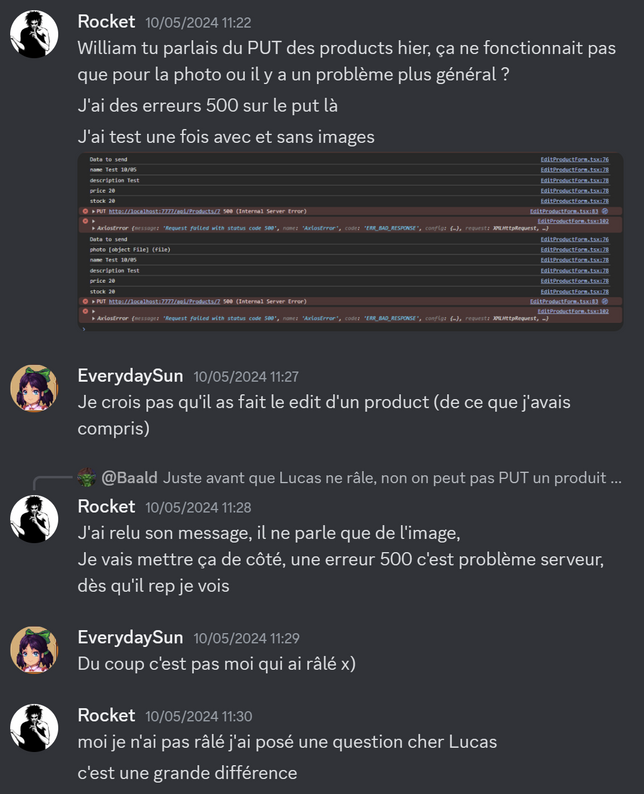 Rocket 10/05/2024 11:22
William tu parlais du PUT des products hier, ça ne fonctionnait pas
que pour la photo ou il y a un problème plus général ?
J'ai des erreurs 500 sur le put là
J'ai test une fois avec et sans images
Data to send EditProductForm.tsx:76
name Test 10/05 EditProductForm.tsx:78
description Test EditProductForm.tsx:78
price 20 EditProductForm.tsx:78
stock 20 EditProductForm.tsx:78
PUT http://localhost:7777/api/Products/7 500 (Internal Server Error) EditProductForm.tsx:83
EditProductForm.tsx:102
AxiosError {message: 'Request failed with status code 500', name: 'AxiosError', code: 'ERR_BAD_RESPONSE', config: {…}, request: XMLHttpRequest, …}
Data to send EditProductForm.tsx:76
photo [object File] (File) EditProductForm.tsx:78
name Test 10/05 EditProductForm.tsx:78
description Test EditProductForm.tsx:78
price 20 EditProductForm.tsx:78
stock 20 EditProductForm.tsx:78
PUT http://localhost:7777/api/Products/7 500 (Internal Server Error) EditProductForm.tsx:83
EditProductForm.tsx:102
AxiosError {message: 'Request failed with status code 500', name: 'AxiosError', code: 'ERR_BAD_RESPONSE', config: {…}, request: XMLHttpRequest, …}
EverydaySun 10/05/2024 11:27
Je crois pas qu'il as fait le edit d'un product (de ce que j'avais
compris)
@Baald Juste avant que Lucas ne râle, non on peut pas PUT un produit ...
Rocket 10/05/2024 11:28
J'ai relu son message, il ne parle que de l'image,
Je vais mettre ça de côté, une erreur 500 c'est problème serveur,
dès qu'il rep je vois
EverydaySun 10/05/2024 11:29
Du coup c'est pas moi qui ai râlé x)
Rocket 10/05/2024 11:30
moi je n'ai pas râlé j'ai posé une question cher Lucas
c'est une grande différence